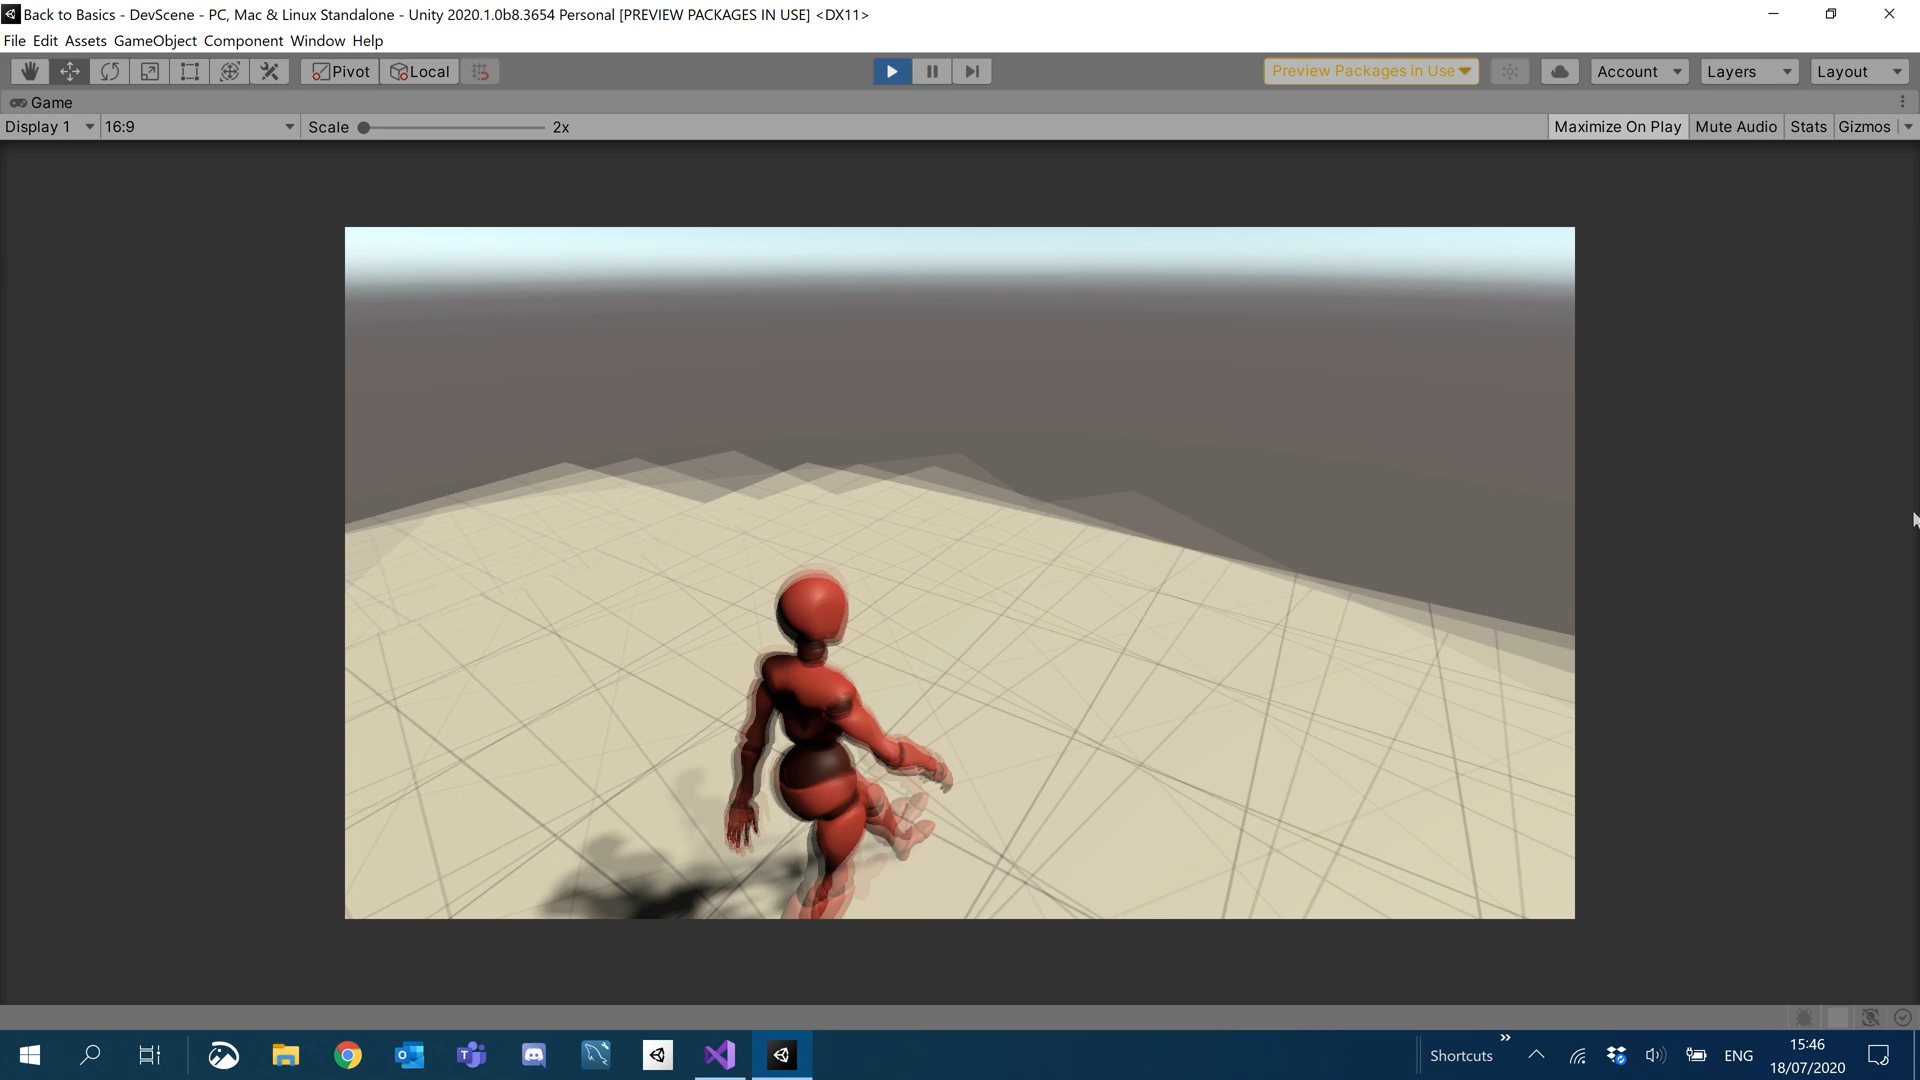 Back to Basics - DevScene - PC, Mac & Linux Standalone - Unity 2020.1.0b8.3654 Personal [PREVIEW PACKAGES IN USE] <DX11>
File Edit Assets GameObject Component Window Help
Pivot Local Preview Packages in Use Account Layers Layout
Game
Display 1 16:9 Scale 2x Maximize On Play Mute Audio Stats Gizmos
Shortcuts ENG 15:46
18/07/2020